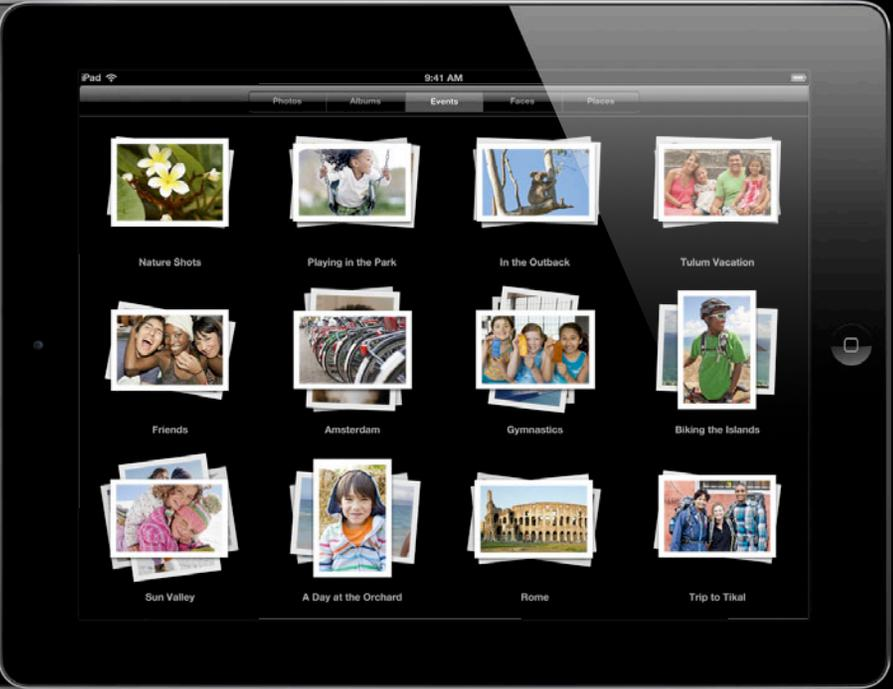 iPad 9:41 AM
Photos Albums Events Faces Places
Nature Shots Playing in the Park In the Outback Tulum Vacation
Friends Amsterdam Gymnastics Biking the Islands
Sun Valley A Day at the Orchard Rome Trip to Tikal